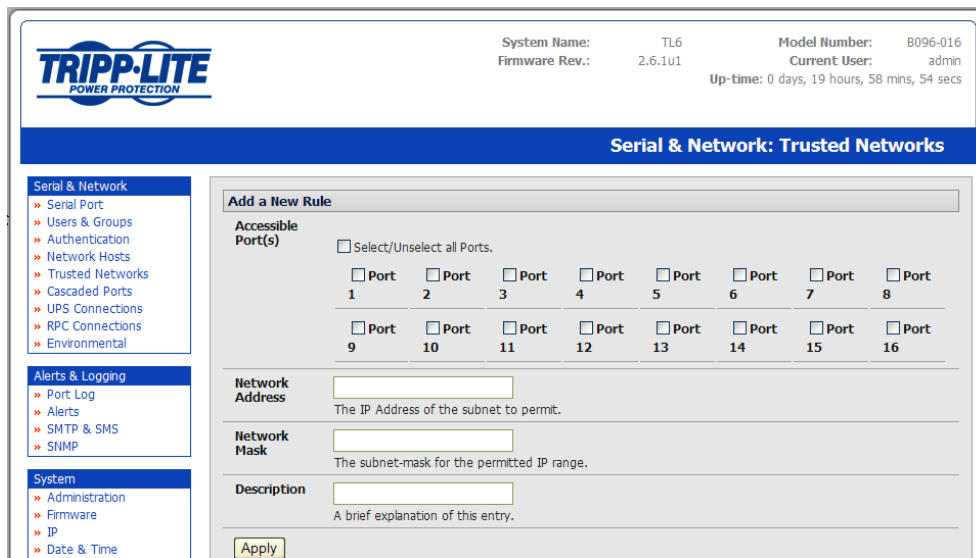 TRIPP·LITE
POWER PROTECTION
System Name: TL6 Model Number: B096-016
Firmware Rev.: 2.6.1u1 Current User: admin
Up-time: 0 days, 19 hours, 58 mins, 54 secs
Serial & Network: Trusted Networks
Serial & Network
» Serial Port
» Users & Groups
» Authentication
» Network Hosts
» Trusted Networks
» Cascaded Ports
» UPS Connections
» RPC Connections
» Environmental
Alerts & Logging
» Port Log
» Alerts
» SMTP & SMS
» SNMP
System
» Administration
» Firmware
» IP
» Date & Time
Add a New Rule
Accessible
Port(s)
Select/Unselect all Ports.
Port Port Port Port Port Port Port Port
1 2 3 4 5 6 7 8
Port Port Port Port Port Port Port Port
9 10 11 12 13 14 15 16
Network
Address
The IP Address of the subnet to permit.
Network
Mask
The subnet-mask for the permitted IP range.
Description
A brief explanation of this entry.
Apply